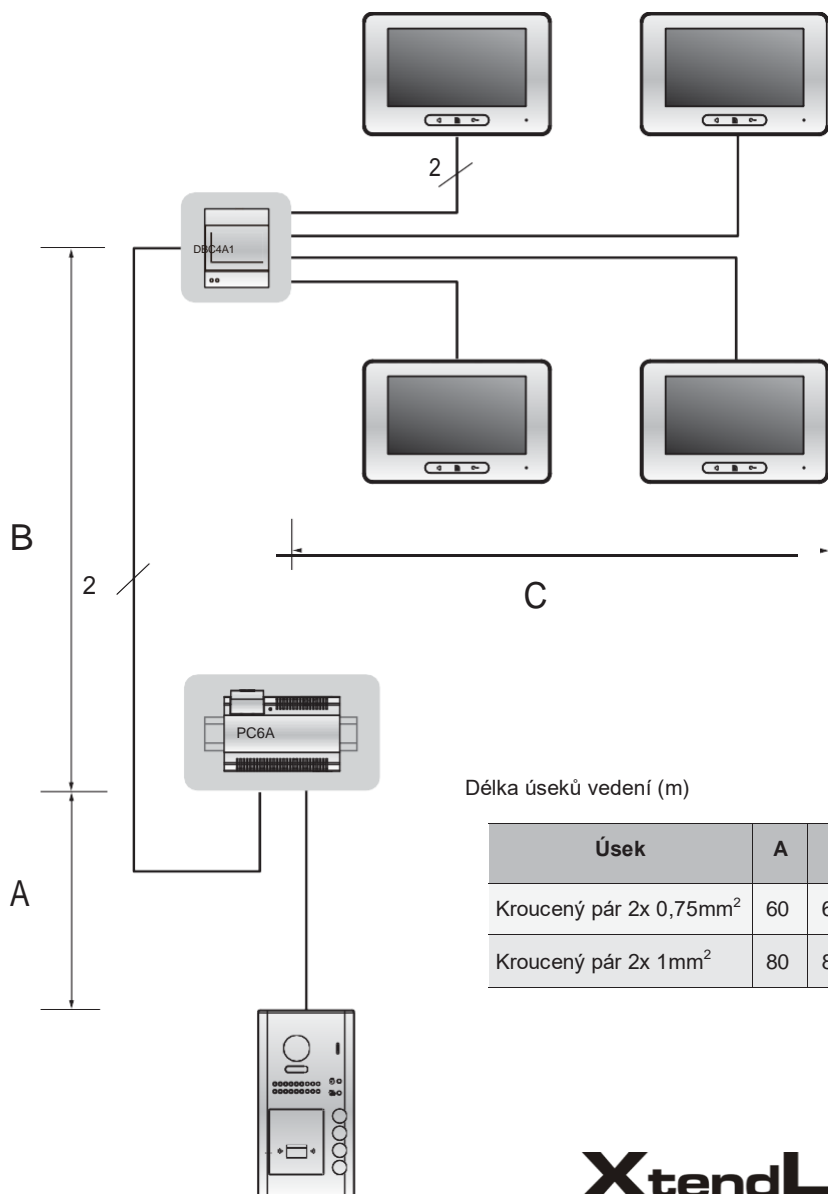 2
DBC4A1
B
2
C
PC6A
Délka úseků vedení (m)
Úsek A
A
Kroucený pár 2x 0,75mm² 60
Kroucený pár 2x 1mm² 80
XtendL